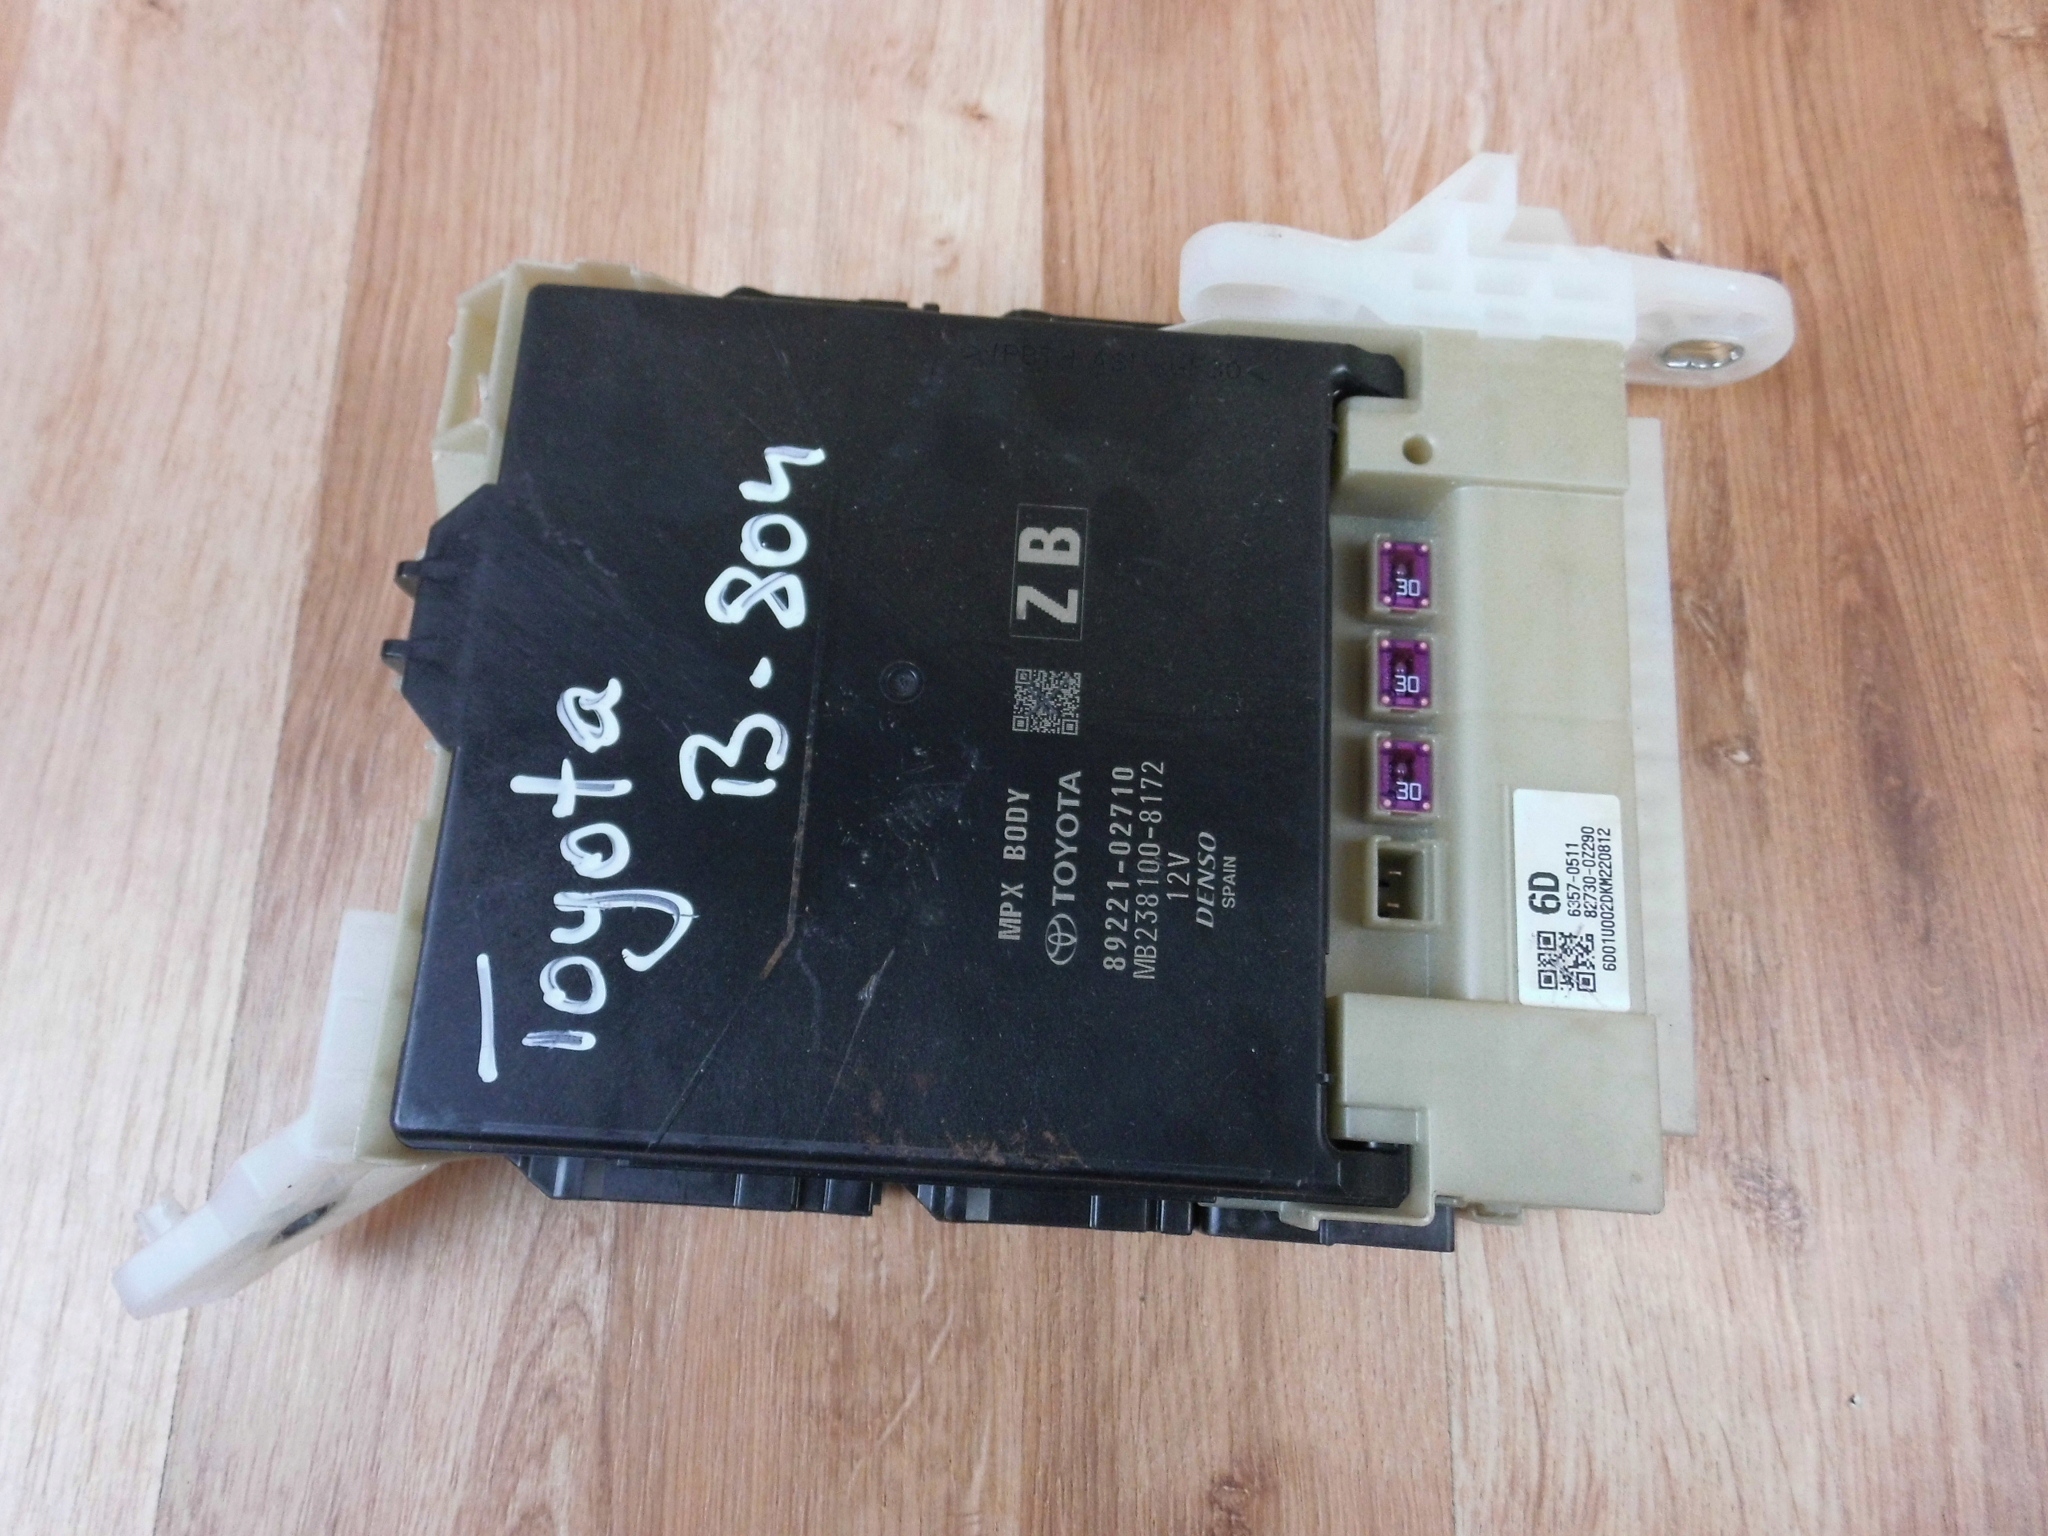 Toyota
B-804
ZB
MPX BODY
TOYOTA
89221-02710
MB238100-8172
12V
DENSO
SPAIN
30
30
30
6D
6357-0511
82730-0Z290
6D01U002DKM220812